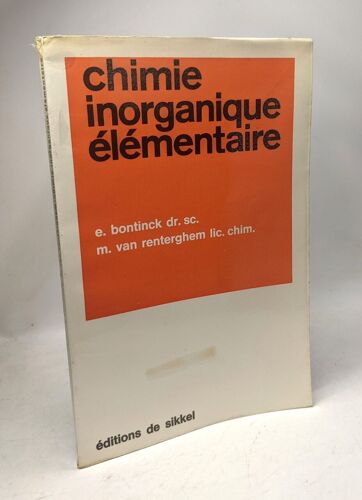 chimie
inorganique
élémentaire
e. bontinck dr. sc.
m. van renterghem lic. chim.
éditions de sikkel